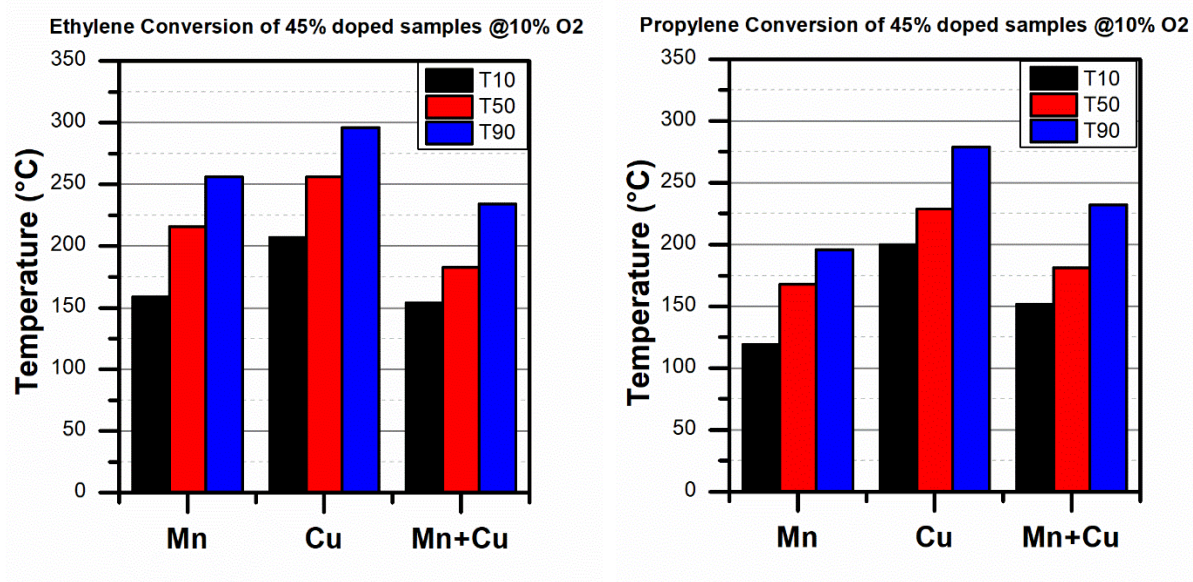 Ethylene Conversion of 45% doped samples @10% O2
350
300
250
200
150
100
50
0
Temperature (°C)
T10
T50
T90
Mn
Cu
Mn+Cu
Propylene Conversion of 45% doped samples @10% O2
350
300
250
200
150
100
50
0
Temperature (°C)
T10
T50
T90
Mn
Cu
Mn+Cu